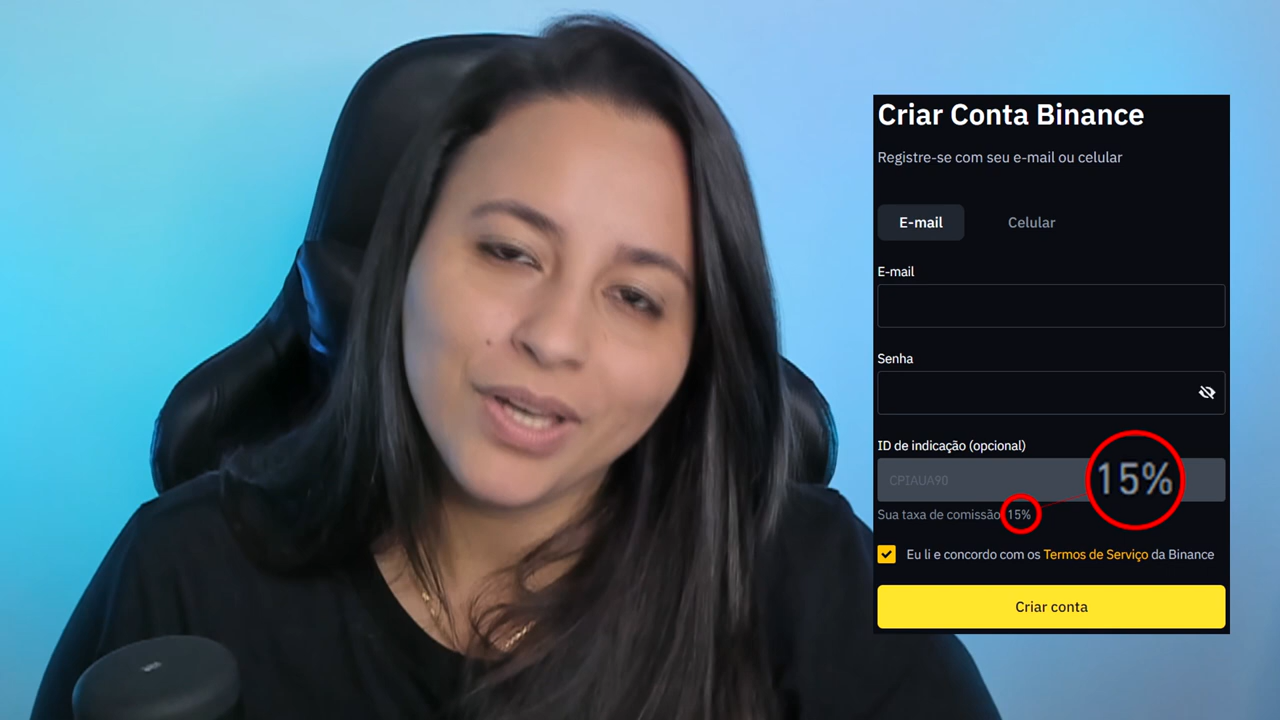 Criar Conta Binance
Registre-se com seu e-mail ou celular
E-mail
Celular
E-mail
Senha
ID de indicação (opcional)
CPIAUA90
15%
Sua taxa de comissão 15%
Eu li e concordo com os Termos de Serviço da Binance
Criar conta